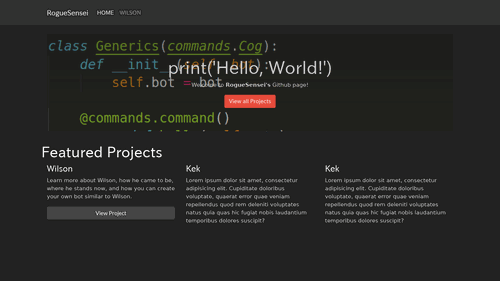 RogueSensei HOME WILSON
class Generics(commands.Cog):
def __init__(self, bot):
print('Hello, World!')
self.bot = bot
Welcome to RogueSensei's Github page!
View all Projects
@commands.command()
Featured Projects
Wilson
Learn more about Wilson, how he came to be,
where he stands now, and how you can create
your own bot similar to Wilson.
View Project
Kek
Lorem ipsum dolor sit amet, consectetur
adipisicing elit. Cupiditate doloribus
voluptate, quaerat error quae veniam
repellendus quod rem deleniti voluptates
natus quia quas hic fugiat nobis laudantium
temporibus dolores suscipit?
Kek
Lorem ipsum dolor sit amet, consectetur
adipisicing elit. Cupiditate doloribus
voluptate, quaerat error quae veniam
repellendus quod rem deleniti voluptates
natus quia quas hic fugiat nobis laudantium
temporibus dolores suscipit?